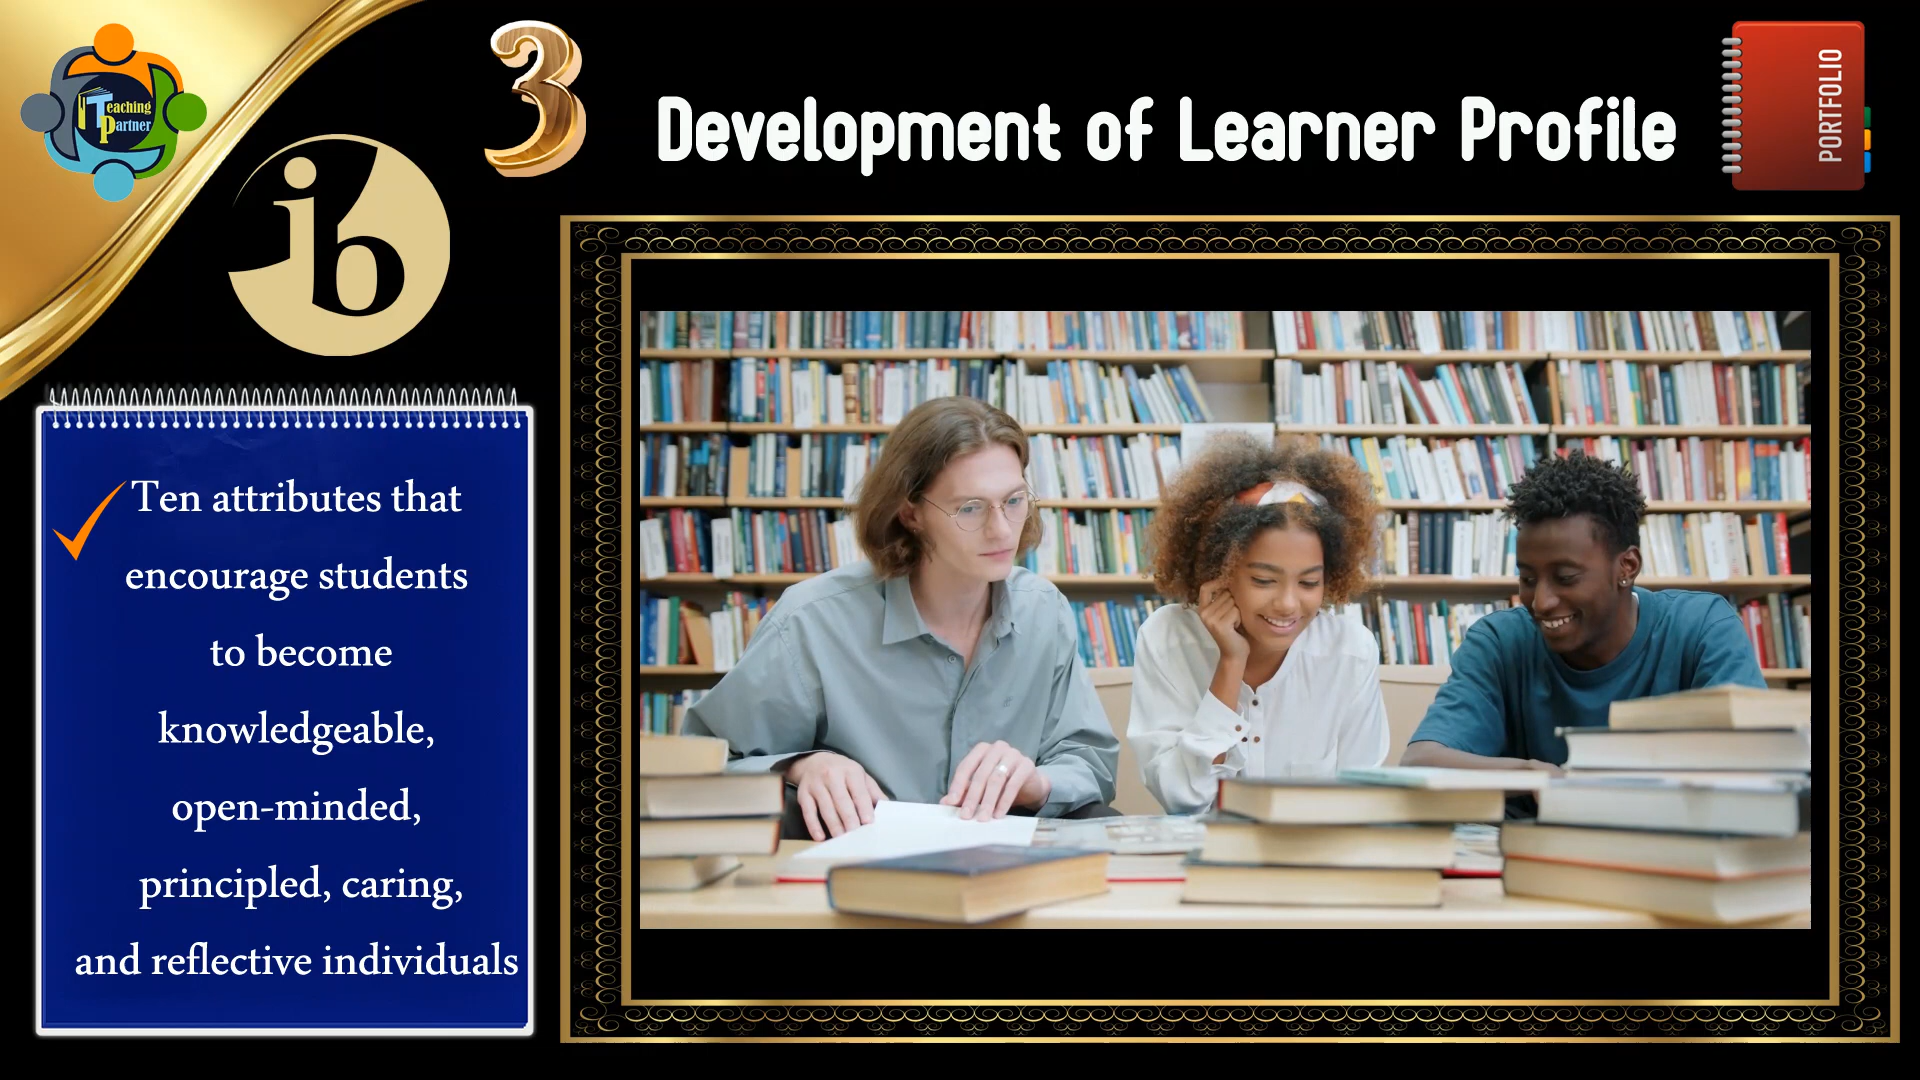 Teaching
Partner
ib
3
Development of Learner Profile
PORTFOLIO
Ten attributes that
encourage students
to become
knowledgeable,
open-minded,
principled, caring,
and reflective individuals